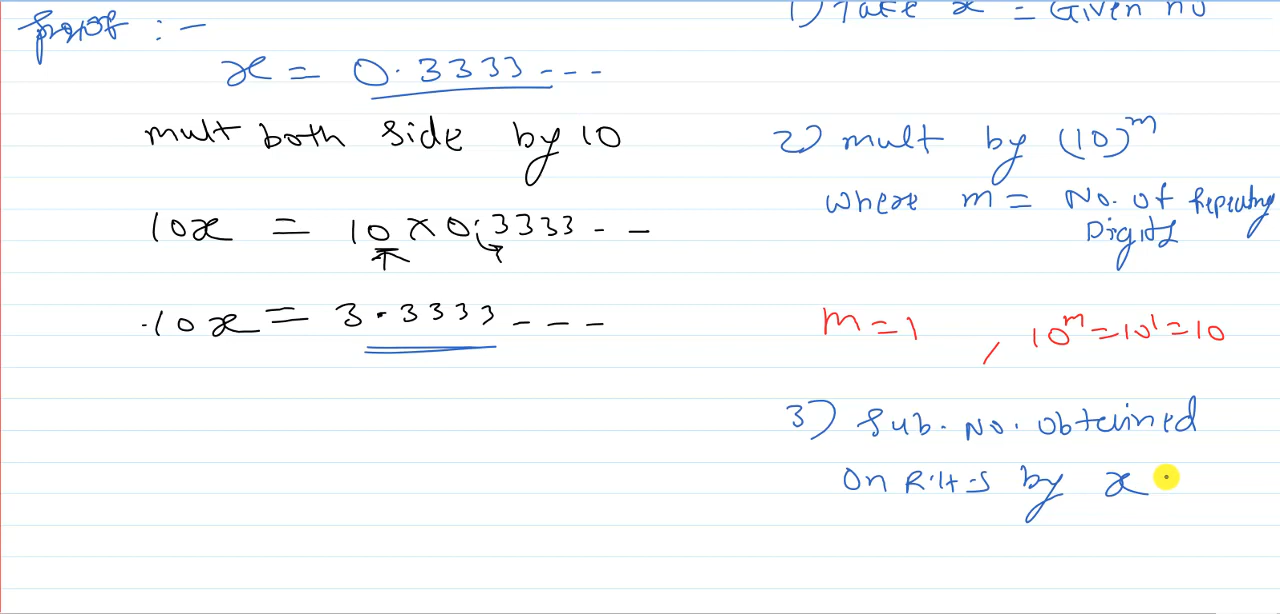 proof :-
x = 0.3333---
mult both side by 10
10x = 10 × 0.3333--
10x = 3.3333---
1) Take x = Given no
2) mult by (10)^m
where m = No. of Repeating
Digits
m = 1 , 10^m = 10^1 = 10
3) Sub. No. obtained
on R.H.S by x